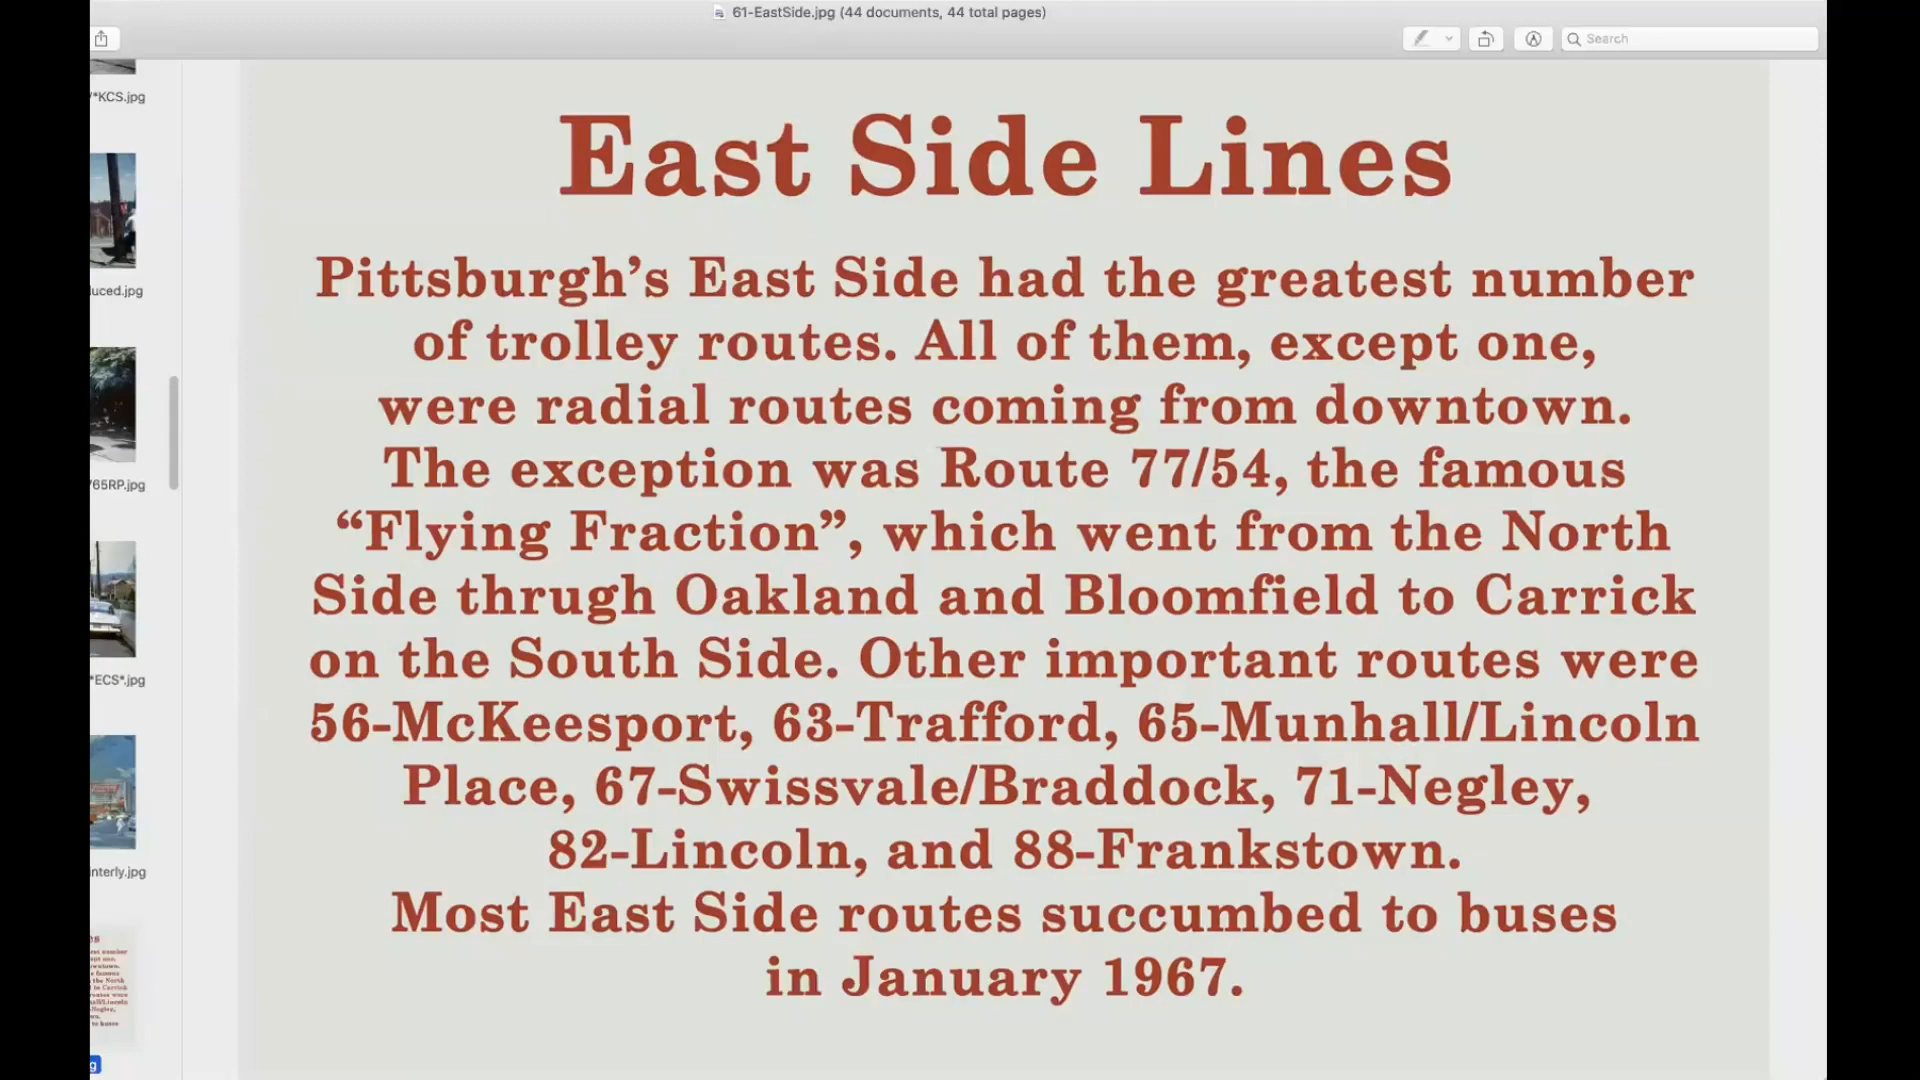 61-EastSide.jpg (44 documents, 44 total pages)
Search
*KCS.jpg
uced.jpg
/65RP.jpg
*ECS*.jpg
nterly.jpg
East Side Lines
Pittsburgh’s East Side had the greatest number
of trolley routes. All of them, except one,
were radial routes coming from downtown.
The exception was Route 77/54, the famous
“Flying Fraction”, which went from the North
Side thrugh Oakland and Bloomfield to Carrick
on the South Side. Other important routes were
56-McKeesport, 63-Trafford, 65-Munhall/Lincoln
Place, 67-Swissvale/Braddock, 71-Negley,
82-Lincoln, and 88-Frankstown.
Most East Side routes succumbed to buses
in January 1967.